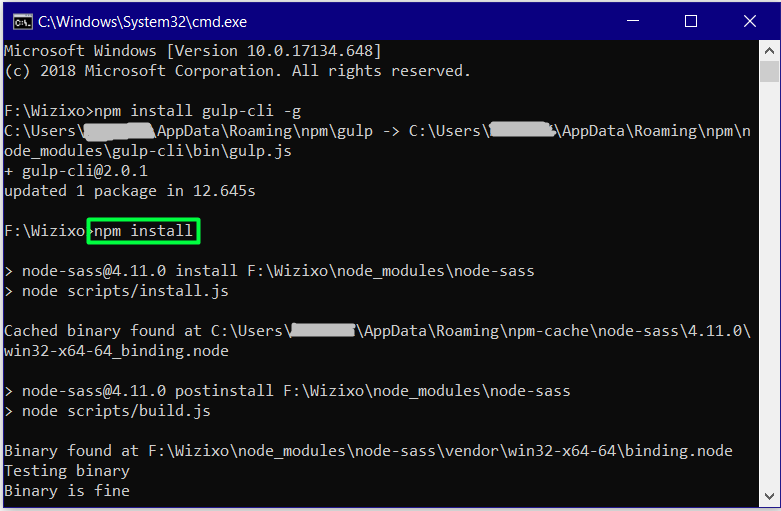 C:\Windows\System32\cmd.exe
Microsoft Windows [Version 10.0.17134.648]
(c) 2018 Microsoft Corporation. All rights reserved.
F:\Wizixo>npm install gulp-cli -g
C:\Users\ \AppData\Roaming\npm\gulp -> C:\Users\ \AppData\Roaming\npm\n
ode_modules\gulp-cli\bin\gulp.js
+ gulp-cli@2.0.1
updated 1 package in 12.645s
F:\Wizixo>npm install
> node-sass@4.11.0 install F:\Wizixo\node_modules\node-sass
> node scripts/install.js
Cached binary found at C:\Users\ \AppData\Roaming\npm-cache\node-sass\4.11.0\
win32-x64-64_binding.node
> node-sass@4.11.0 postinstall F:\Wizixo\node_modules\node-sass
> node scripts/build.js
Binary found at F:\Wizixo\node_modules\node-sass\vendor\win32-x64-64\binding.node
Testing binary
Binary is fine